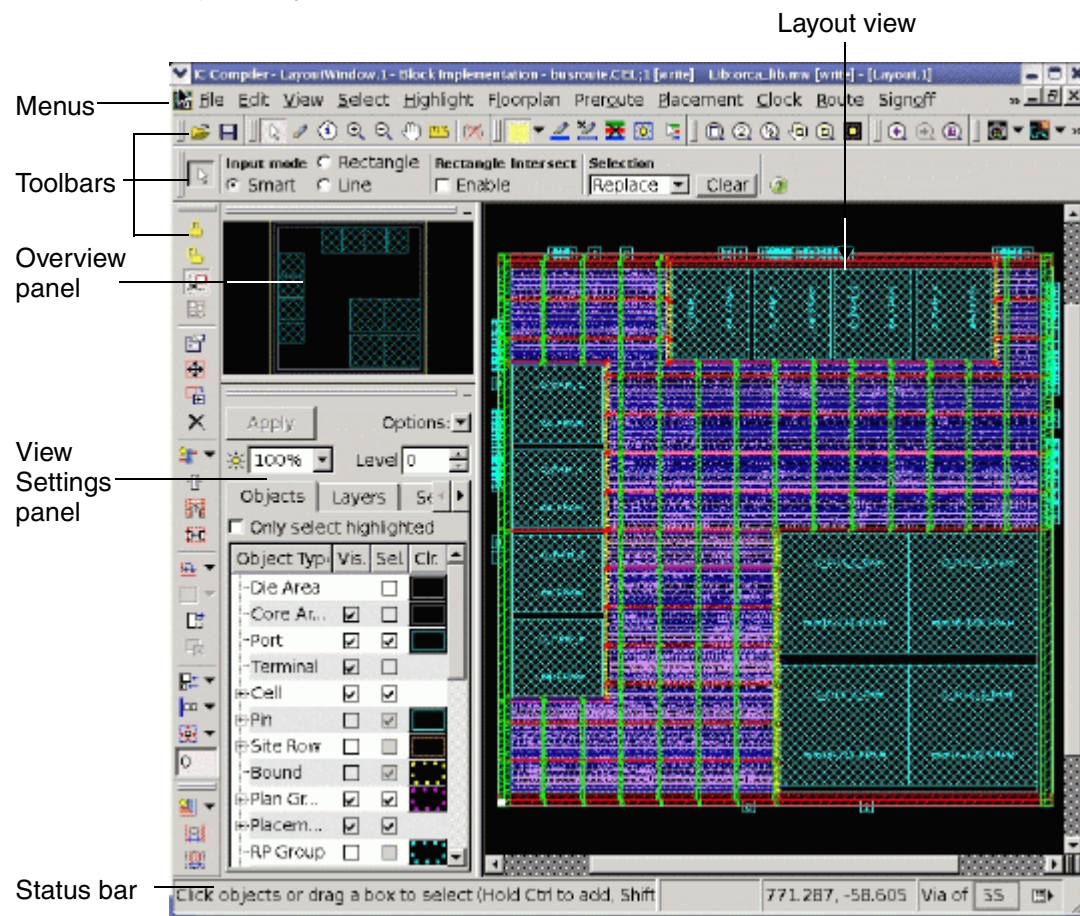 Layout view
IC Compiler - LayoutWindow.1 - Block Implementation - busroute.CEL;1 [write] Lib:orca_lib.mw [write] - [Layout.1]
Menus
File Edit View Select Highlight Floorplan Preroute Placement Clock Route Signoff »
Toolbars
Input mode Rectangle Rectangle Intersect Selection
Smart Line Enable Replace Clear
Overview
panel
Apply Options:
View
Settings
panel
100% Level 0
Objects Layers Se
Only select highlighted
Object Typ Vis. Sel. Clr.
Die Area
Core Ar...
Port
Terminal
Cell
Pin
Site Row
Bound
Plan Gr...
Placem...
RP Group
0
Status bar
Click objects or drag a box to select (Hold Ctrl to add, Shift
771.287, -58.605 Via of 35